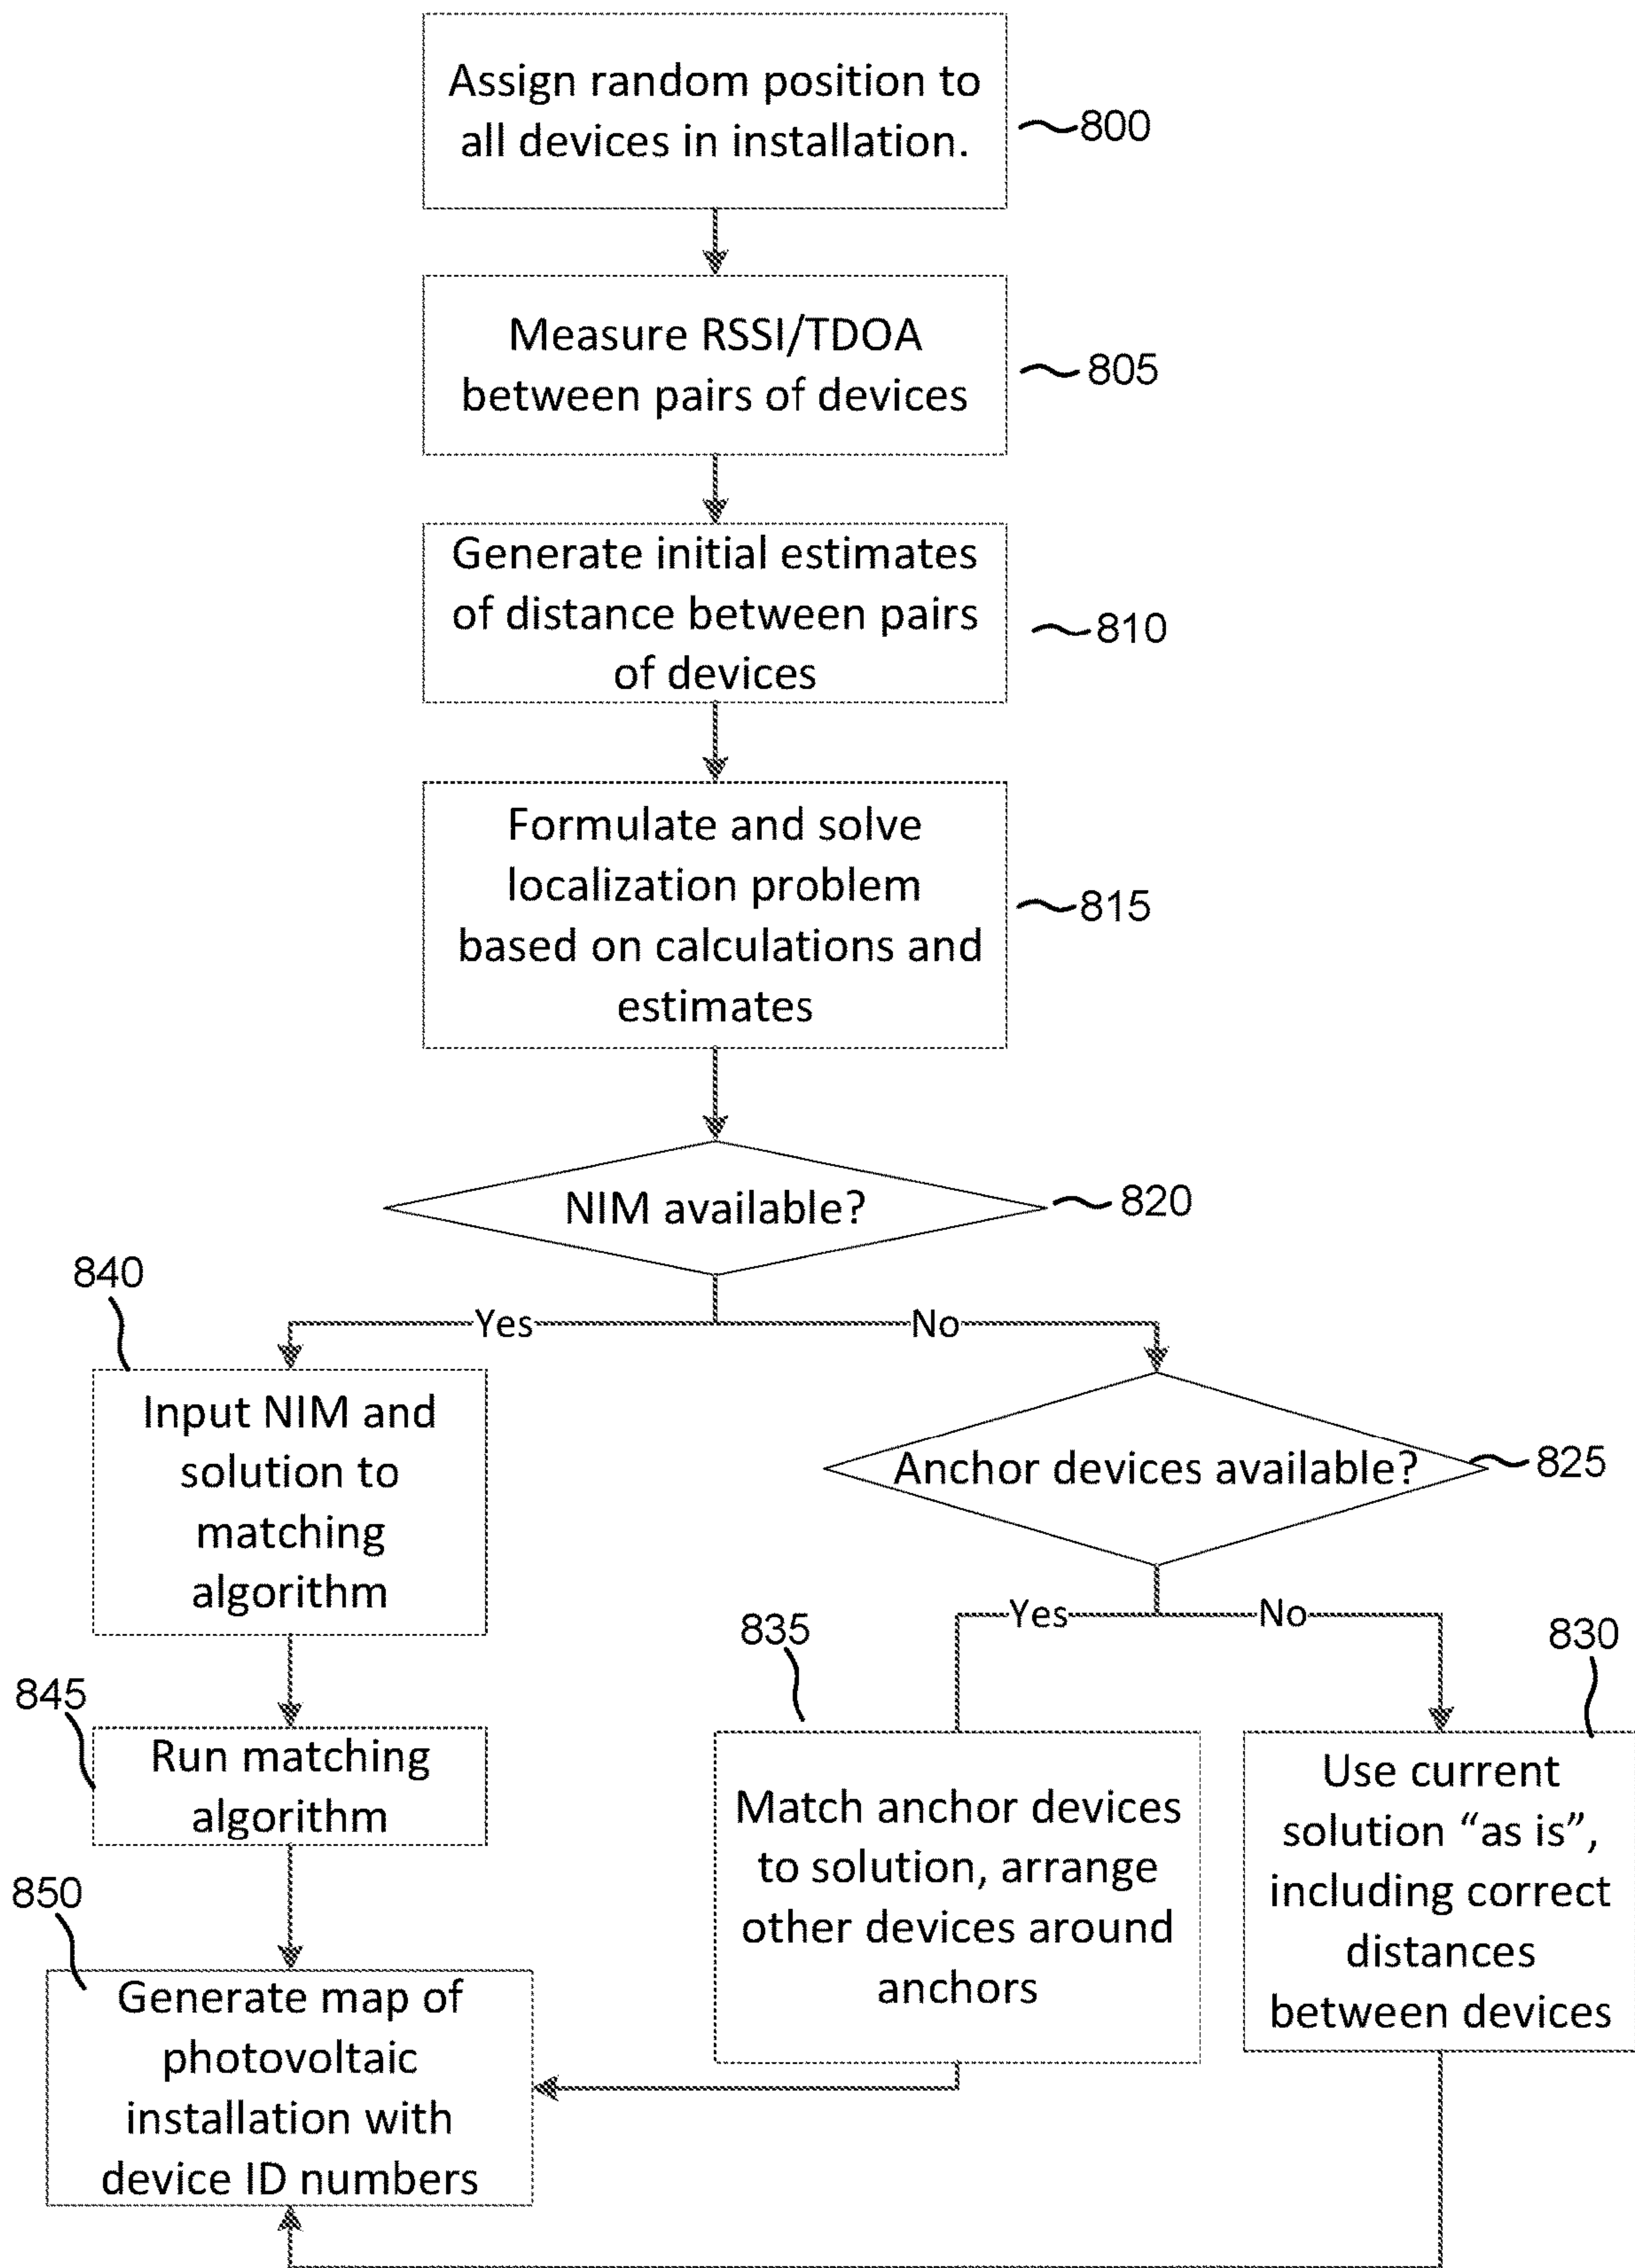 Assign random position to
all devices in installation.
800
Measure RSSI/TDOA
between pairs of devices
805
Generate initial estimates
of distance between pairs
of devices
810
Formulate and solve
localization problem
based on calculations and
estimates
815
NIM available?
820
Yes
No
840
Input NIM and
solution to
matching
algorithm
Anchor devices available?
825
Yes
No
845
Run matching
algorithm
835
Match anchor devices
to solution, arrange
other devices around
anchors
830
Use current
solution “as is”,
including correct
distances
between devices
850
Generate map of
photovoltaic
installation with
device ID numbers